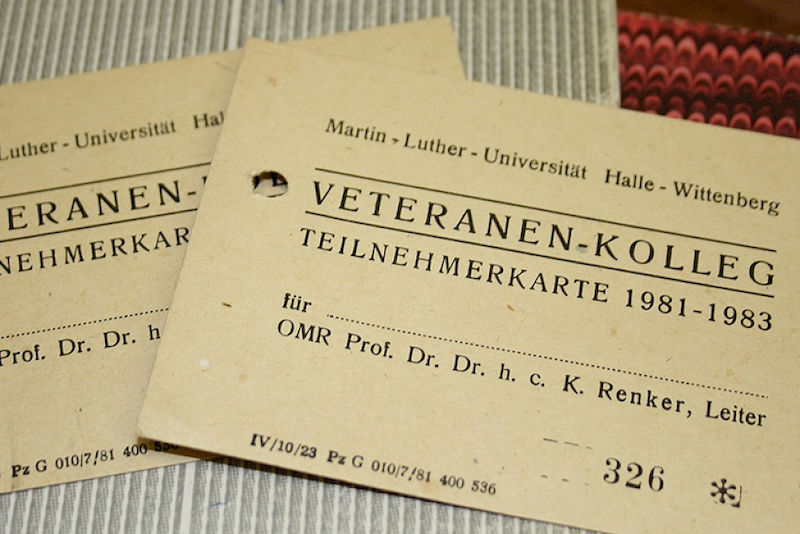 Martin-Luther-Universität Halle-Wittenberg
VETERANEN-KOLLEG
TEILNEHMERKARTE 1981-1983
für
OMR Prof. Dr. Dr. h. c. K. Renker, Leiter
IV/10/23 Pz G 010/7/81 400 536
326 *
Luther-Universität Hal
ERANEN-
NEHMERKAR
Prof. Dr. Dr. h
Pz G 010/7/81 400 536